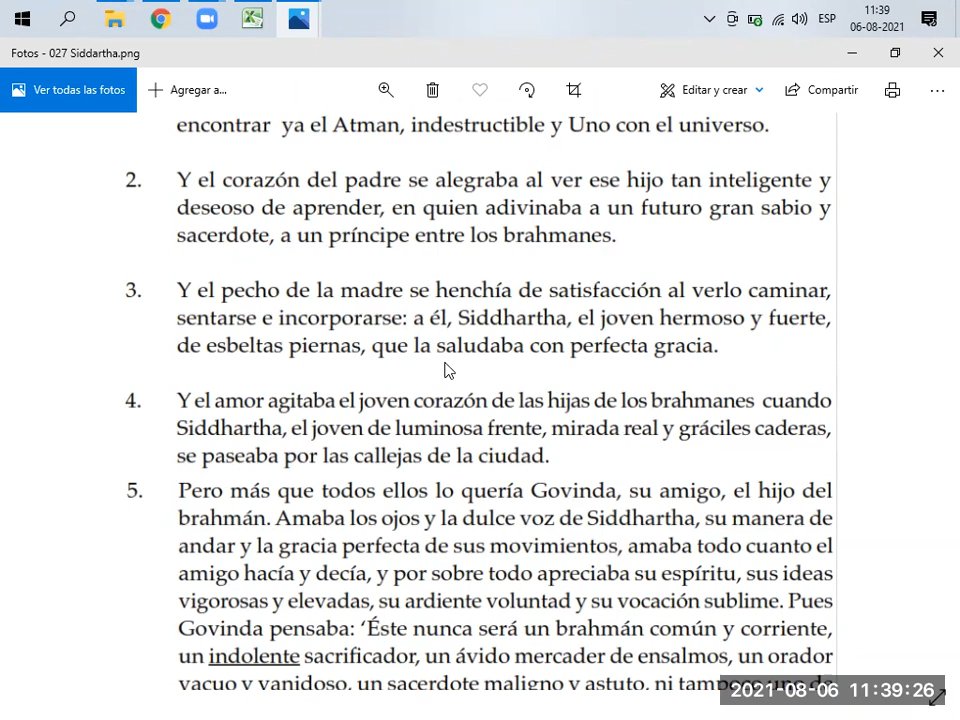 ESP
11:39
06-08-2021
Fotos - 027 Siddartha.png
Ver todas las fotos
Agregar a...
Editar y crear
Compartir
encontrar ya el Atman, indestructible y Uno con el universo.
2. Y el corazón del padre se alegraba al ver ese hijo tan inteligente y
deseoso de aprender, en quien adivinaba a un futuro gran sabio y
sacerdote, a un príncipe entre los brahmanes.
3. Y el pecho de la madre se henchía de satisfacción al verlo caminar,
sentarse e incorporarse: a él, Siddhartha, el joven hermoso y fuerte,
de esbeltas piernas, que la saludaba con perfecta gracia.
4. Y el amor agitaba el joven corazón de las hijas de los brahmanes cuando
Siddhartha, el joven de luminosa frente, mirada real y gráciles caderas,
se paseaba por las callejas de la ciudad.
5. Pero más que todos ellos lo quería Govinda, su amigo, el hijo del
brahmán. Amaba los ojos y la dulce voz de Siddhartha, su manera de
andar y la gracia perfecta de sus movimientos, amaba todo cuanto el
amigo hacía y decía, y por sobre todo apreciaba su espíritu, sus ideas
vigorosas y elevadas, su ardiente voluntad y su vocación sublime. Pues
Govinda pensaba: ‘Éste nunca será un brahmán común y corriente,
un indolente sacrificador, un ávido mercader de ensalmos, un orador
vacuo y vanidoso, un sacerdote maligno y astuto, ni tampoco uno de
2021-08-06 11:39:26